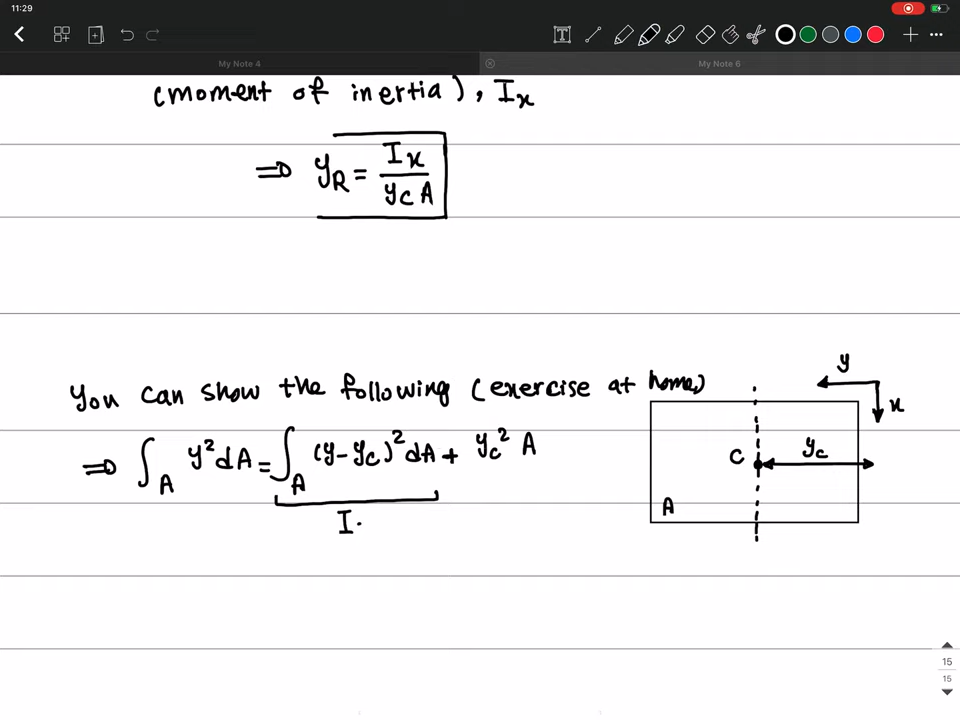 11:29
My Note 4
My Note 6
(moment of inertia), Ix
⇒ yR = Ix / yc A
You can show the following (exercise at home)
⇒ ∫A y² dA = ∫A (y - yc)² dA + yc² A
I.
y
x
C
yc
A
15
15